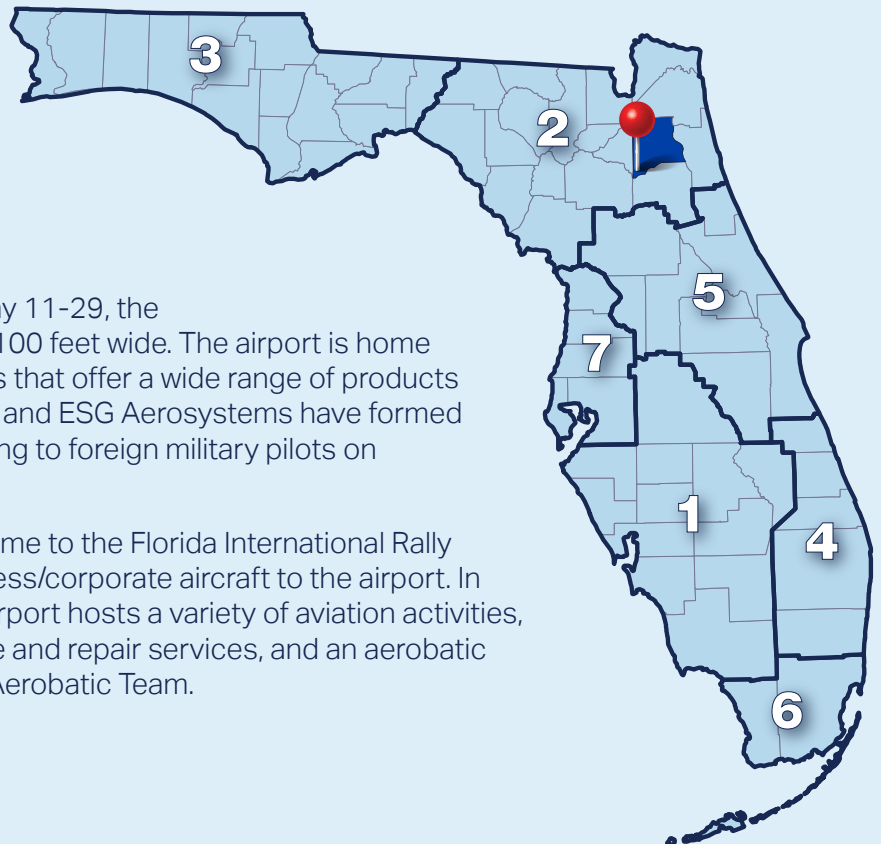 3
2
5
7
1
4
6
y 11-29, the
100 feet wide. The airport is home
s that offer a wide range of products
and ESG Aerosystems have formed
ng to foreign military pilots on
me to the Florida International Rally
ess/corporate aircraft to the airport. In
rport hosts a variety of aviation activities,
e and repair services, and an aerobatic
Aerobatic Team.